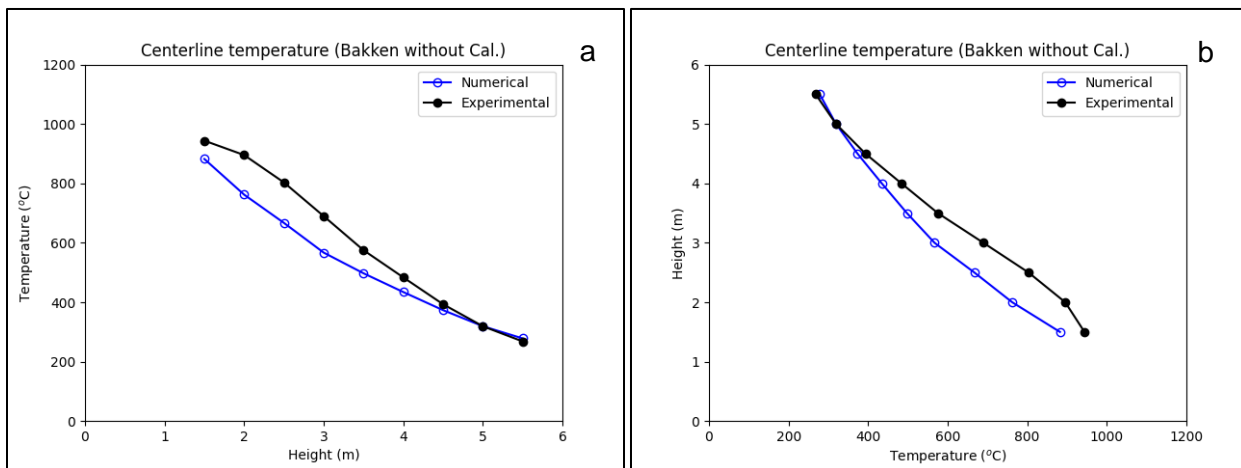 Centerline temperature (Bakken without Cal.)
a
1200
1000
800
600
400
200
0
Temperature (°C)
Numerical
Experimental
0 1 2 3 4 5 6
Height (m)
Centerline temperature (Bakken without Cal.)
b
6
5
4
3
2
1
0
Height (m)
Numerical
Experimental
0 200 400 600 800 1000 1200
Temperature (°C)